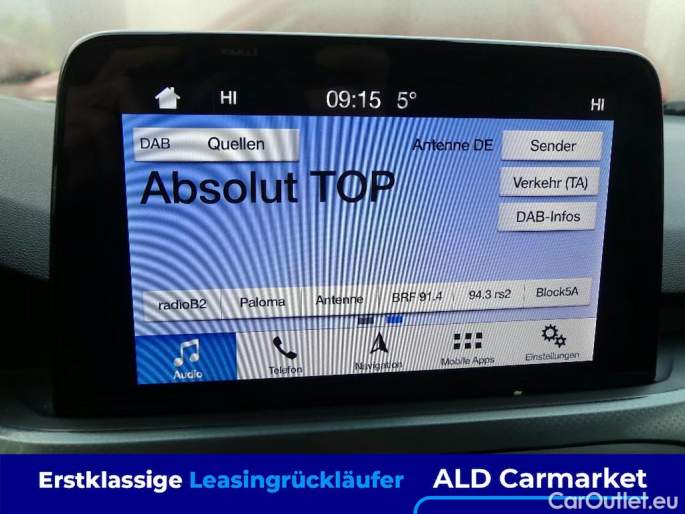 HI 09:15 5° HI
DAB Quellen Antenne DE Sender
Absolut TOP Verkehr (TA)
DAB-Infos
radioB2 Paloma Antenne BRF 91.4 94.3 rs2 Block5A
Audio Telefon Navigation Mobile Apps Einstellungen
Erstklassige Leasingrückläufer ALD Carmarket
CarOutlet.eu